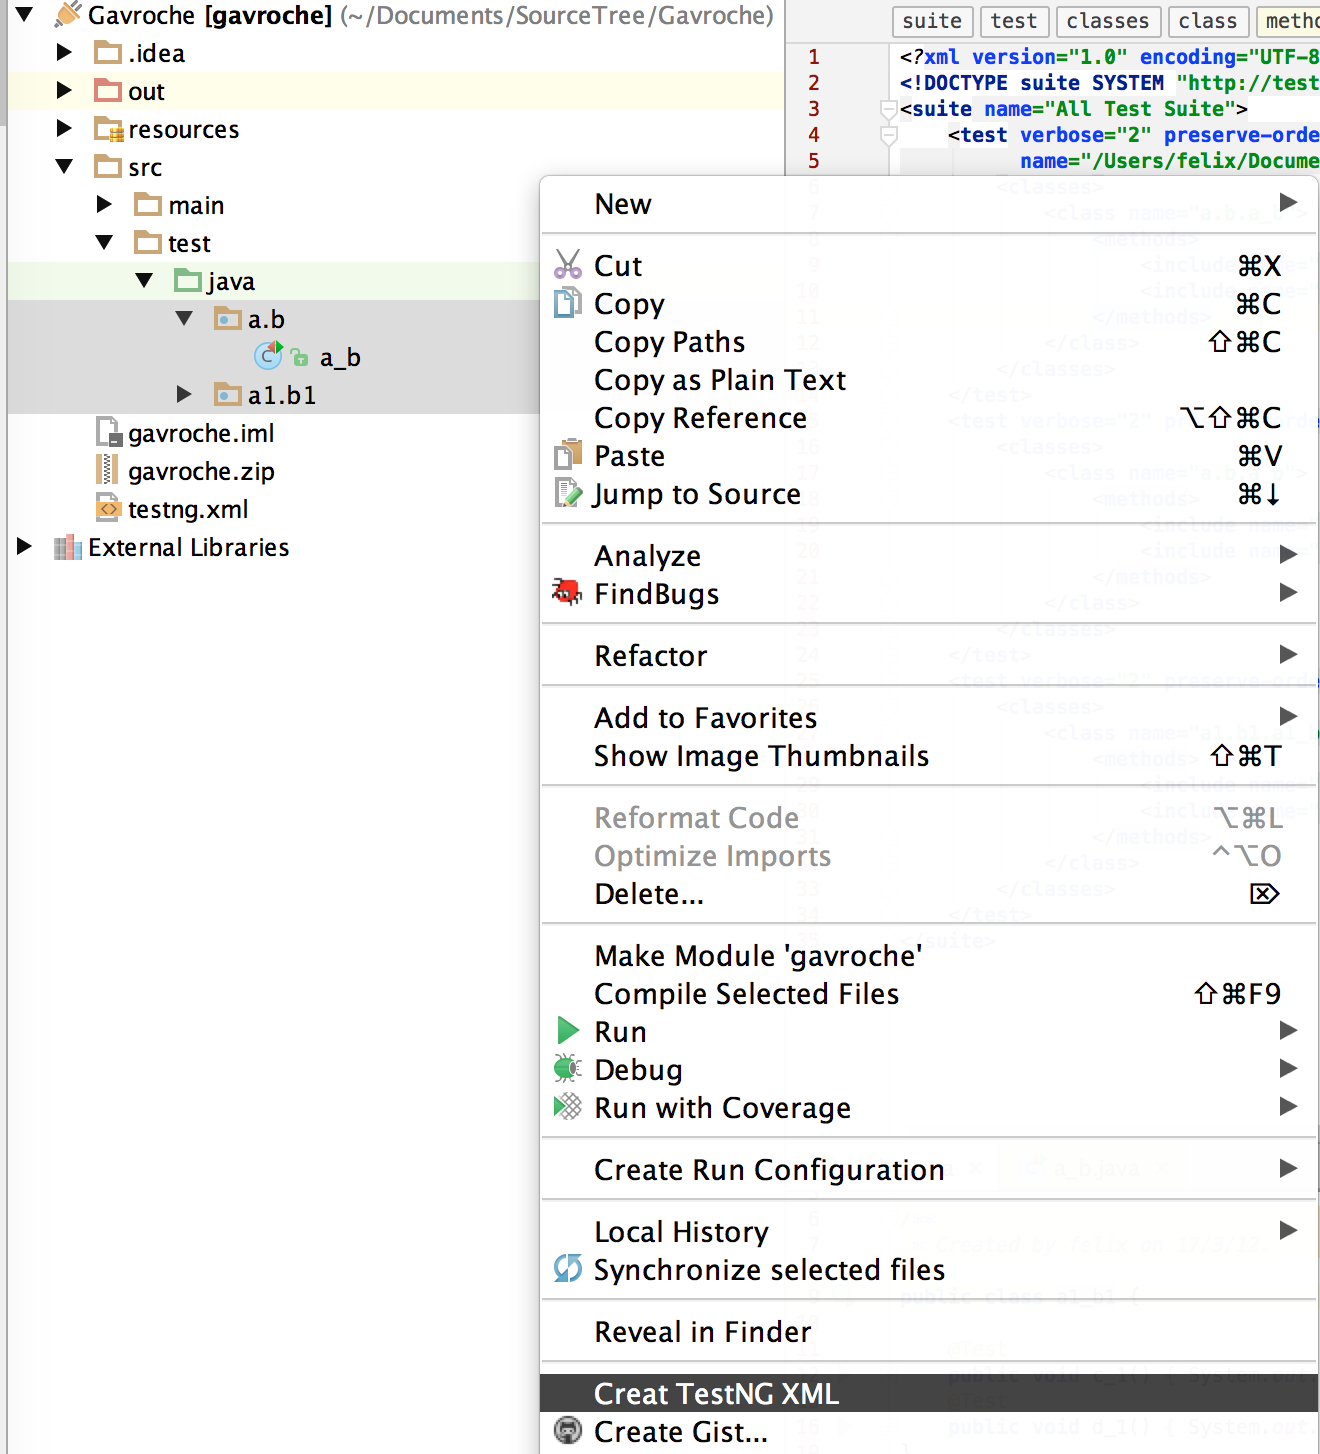 Gavroche [gavroche] (~/Documents/SourceTree/Gavroche)
.idea
out
resources
src
main
test
java
a.b
a_b
a1.b1
gavroche.iml
gavroche.zip
testng.xml
External Libraries
suite test classes class metho
1 <?xml version="1.0" encoding="UTF-8
2 <!DOCTYPE suite SYSTEM "http://test
3 <suite name="All Test Suite">
4 <test verbose="2" preserve-orde
5 name="/Users/felix/Docume
New
Cut ⌘X
Copy ⌘C
Copy Paths ⇧⌘C
Copy as Plain Text
Copy Reference ⌥⇧⌘C
Paste ⌘V
Jump to Source ⌘↓
Analyze
FindBugs
Refactor
Add to Favorites
Show Image Thumbnails ⇧⌘T
Reformat Code ⌥⌘L
Optimize Imports ^⌥O
Delete... ⌦
Make Module 'gavroche'
Compile Selected Files ⇧⌘F9
Run
Debug
Run with Coverage
Create Run Configuration
Local History
Synchronize selected files
Reveal in Finder
Creat TestNG XML
Create Gist...